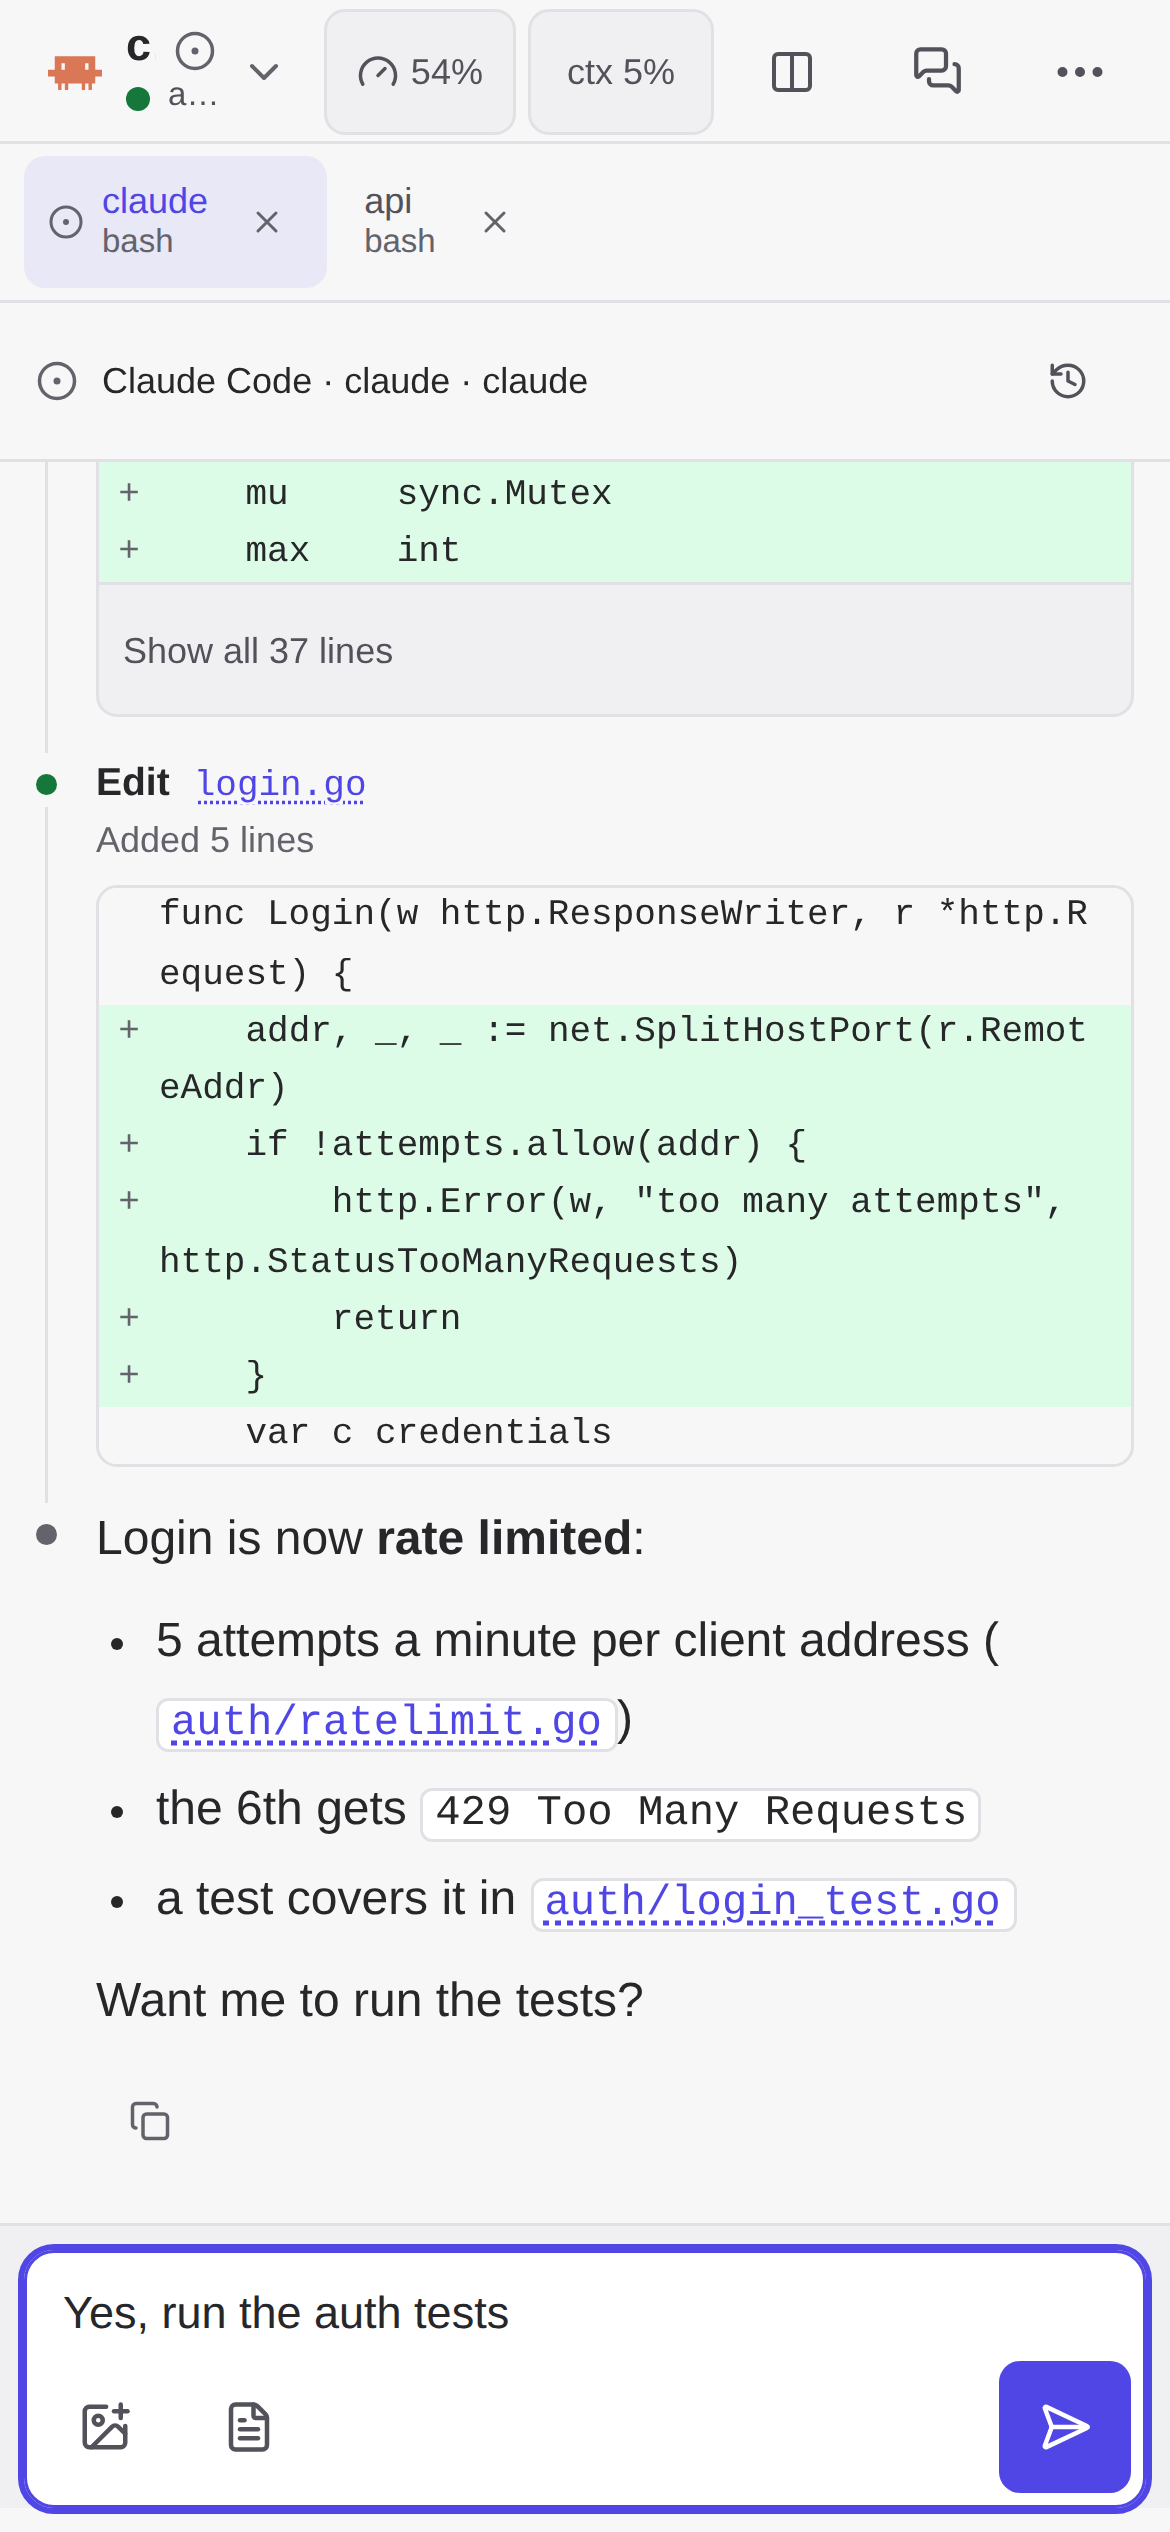 c
a...
54%
ctx 5%
claude
bash
api
bash
Claude Code · claude · claude
+     mu     sync.Mutex
+     max    int
Show all 37 lines
Edit login.go
Added 5 lines
func Login(w http.ResponseWriter, r *http.R
equest) {
+     addr, _, _ := net.SplitHostPort(r.Remot
eAddr)
+     if !attempts.allow(addr) {
+         http.Error(w, "too many attempts",
http.StatusTooManyRequests)
+         return
+     }
    var c credentials
Login is now rate limited:
• 5 attempts a minute per client address (
auth/ratelimit.go)
• the 6th gets 429 Too Many Requests
• a test covers it in auth/login_test.go
Want me to run the tests?
Yes, run the auth tests